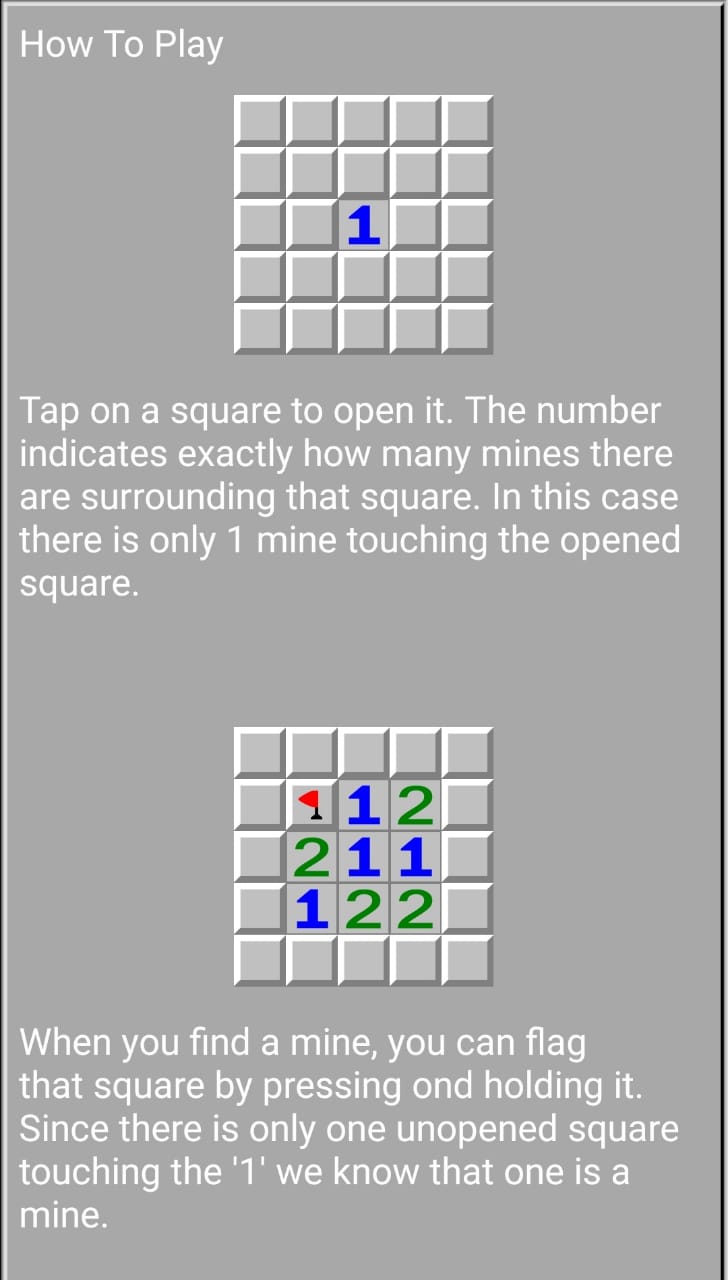 How To Play
1
Tap on a square to open it. The number
indicates exactly how many mines there
are surrounding that square. In this case
there is only 1 mine touching the opened
square.
1 2
2 1 1
1 2 2
When you find a mine, you can flag
that square by pressing ond holding it.
Since there is only one unopened square
touching the '1' we know that one is a
mine.